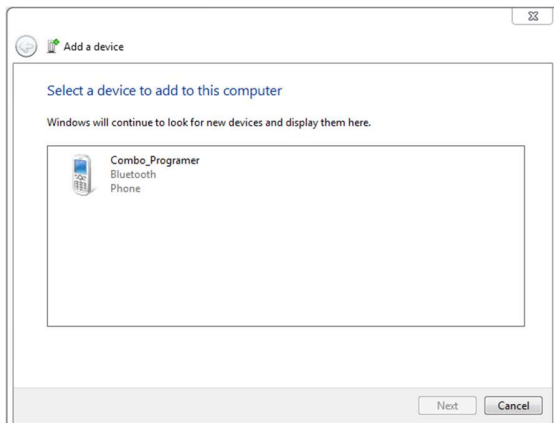 Add a device
Select a device to add to this computer
Windows will continue to look for new devices and display them here.
Combo_Programer
Bluetooth
Phone
Next
Cancel